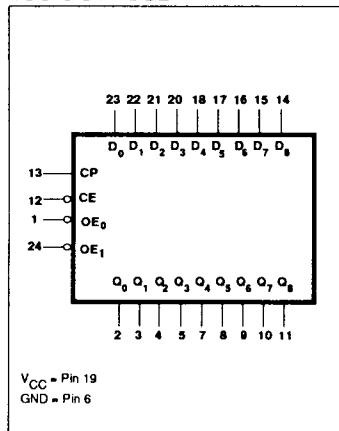 23 22 21 20 18 17 16 15 14
D0 D1 D2 D3 D4 D5 D6 D7 D8
13 CP
12 CE
1 OE0
24 OE1
Q0 Q1 Q2 Q3 Q4 Q5 Q6 Q7 Q8
2 3 4 5 7 8 9 10 11
VCC = Pin 19
GND = Pin 6